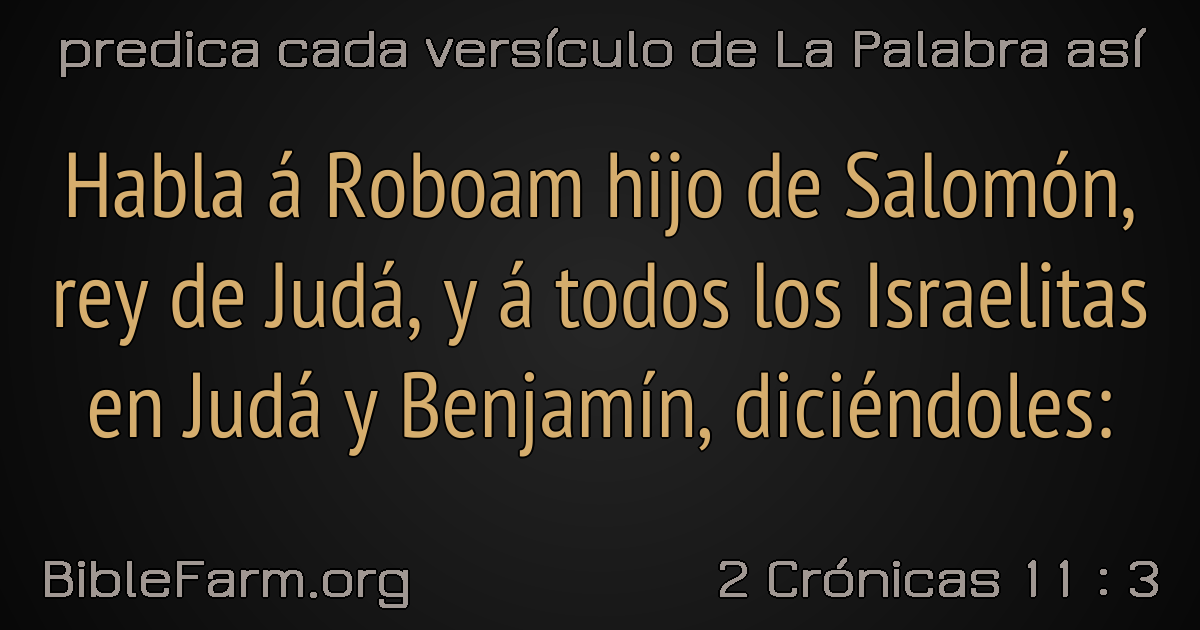 predica cada versículo de La Palabra así
Habla á Roboam hijo de Salomón,
rey de Judá, y á todos los Israelitas
en Judá y Benjamín, diciéndoles:
BibleFarm.org
2 Crónicas 11 : 3